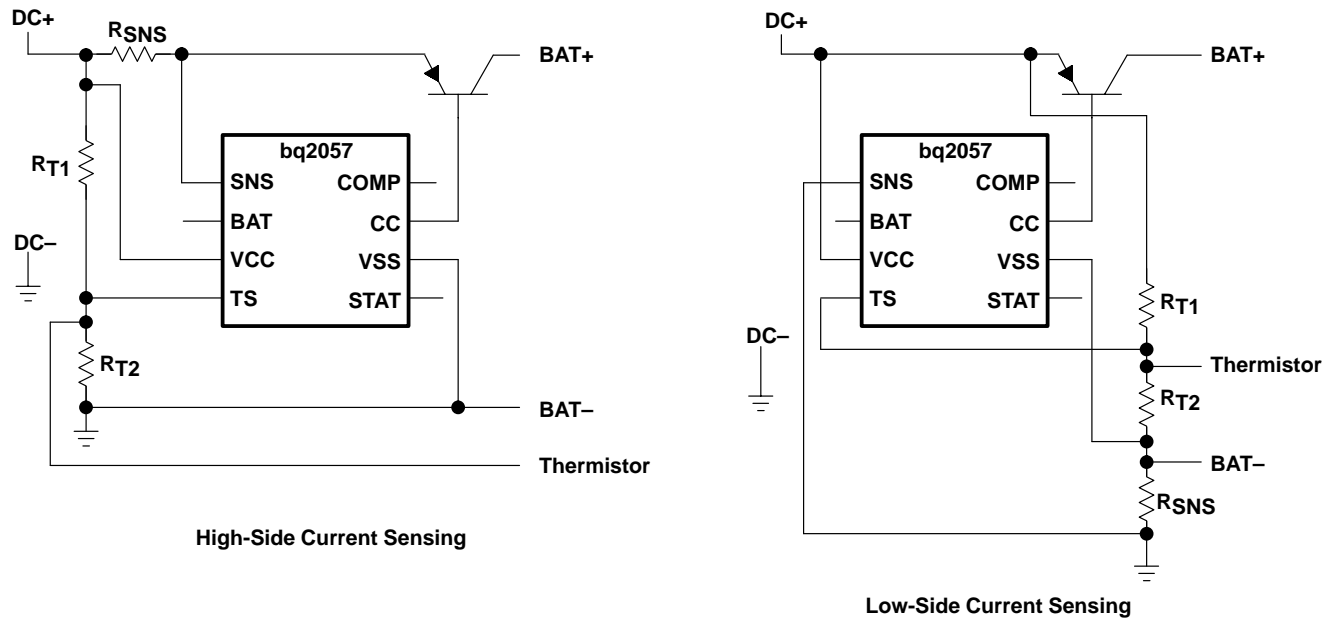 DC+
RSNS
BAT+
bq2057
RT1
SNS
COMP
BAT
CC
DC–
VCC
VSS
TS
STAT
RT2
BAT–
Thermistor
High-Side Current Sensing
DC+
BAT+
bq2057
SNS
COMP
BAT
CC
VCC
VSS
TS
STAT
RT1
DC–
Thermistor
RT2
BAT–
RSNS
Low-Side Current Sensing